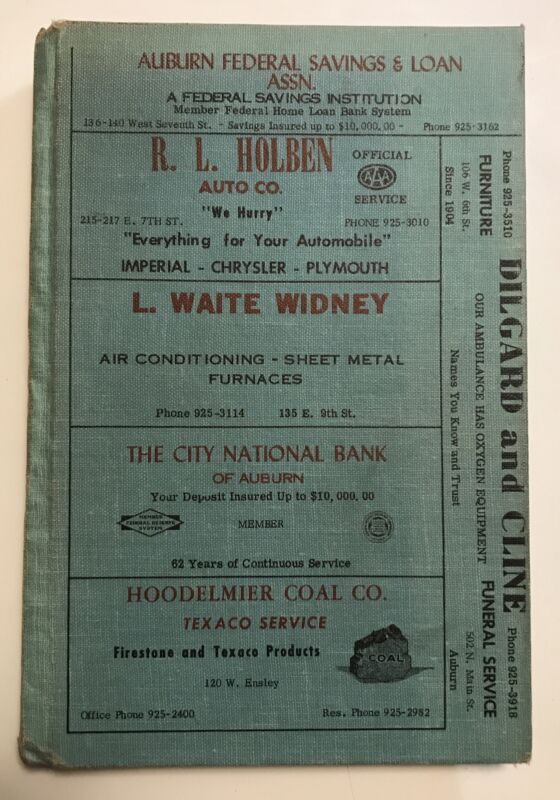 AUBURN FEDERAL SAVINGS & LOAN
ASSN.
A FEDERAL SAVINGS INSTITUTION
Member Federal Home Loan Bank System
136-140 West Seventh St. - Savings Insured up to $10,000.00 - Phone 925-3162
R. L. HOLBEN
AUTO CO.
OFFICIAL
AAA
SERVICE
"We Hurry"
215-217 E. 7TH ST. PHONE 925-3010
"Everything for Your Automobile"
IMPERIAL - CHRYSLER - PLYMOUTH
L. WAITE WIDNEY
AIR CONDITIONING - SHEET METAL
FURNACES
Phone 925-3114 135 E. 9th St.
THE CITY NATIONAL BANK
OF AUBURN
Your Deposit Insured Up to $10,000.00
MEMBER
FEDERAL RESERVE
SYSTEM
MEMBER
62 Years of Continuous Service
HOODELMIER COAL CO.
TEXACO SERVICE
Firestone and Texaco Products
COAL
120 W. Ensley
Office Phone 925-2400 Res. Phone 925-2982
Phone 925-3510 DILGARD and CLINE Phone 925-3918
FURNITURE FUNERAL SERVICE
OUR AMBULANCE HAS OXYGEN EQUIPMENT
106 W. 6th St. 502 N. Main St.
Since 1904 Names You Know and Trust Auburn